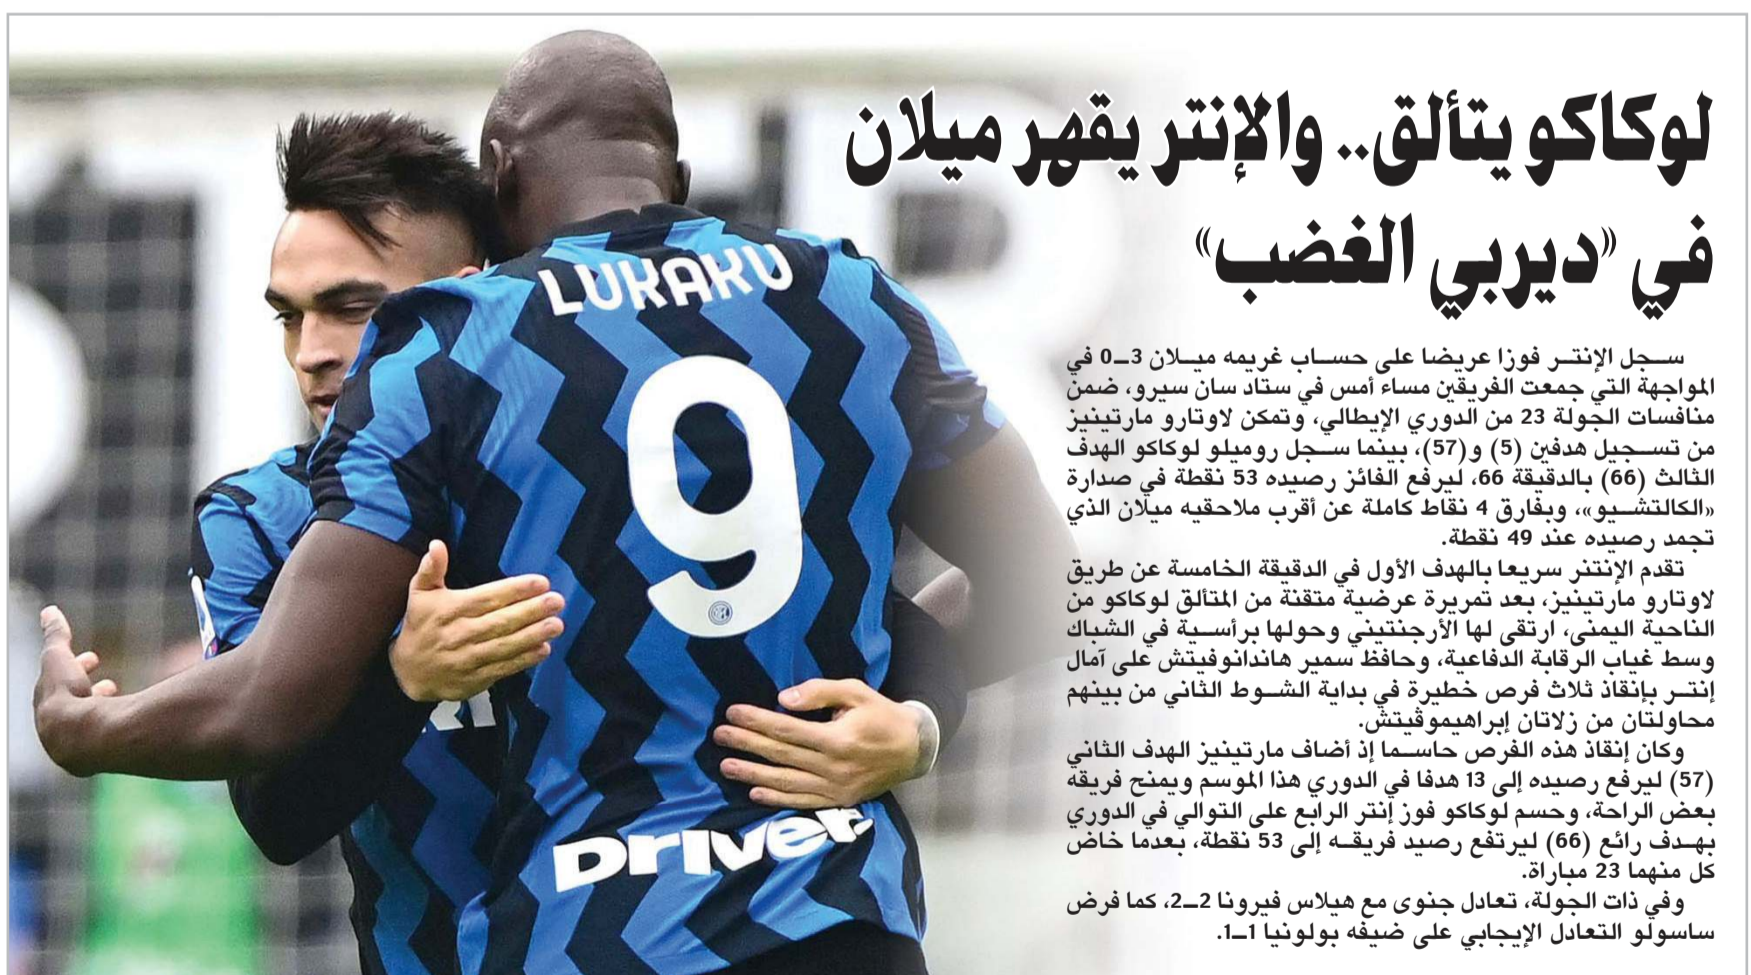 لوكاكو يتألق.. والإنتر يقهر ميلان
في «ديربي الغضب»
سجل الإنتر فوزا عريضا على حساب غريمه ميلان 3-0 في
المواجهة التي جمعت الفريقين مساء أمس في ستاد سان سيرو، ضمن
منافسات الجولة 23 من الدوري الإيطالي، وتمكن لاوتارو مارتينيز
من تسجيل هدفين (5) و(57)، بينما سجل روميلو لوكاكو الهدف
الثالث (66) بالدقيقة 66، ليرفع الفائز رصيده 53 نقطة في صدارة
«الكالتشيو»، وبفارق 4 نقاط كاملة عن أقرب ملاحقيه ميلان الذي
تجمد رصيده عند 49 نقطة.
تقدم الإنتنر سريعا بالهدف الأول في الدقيقة الخامسة عن طريق
لاوتارو مارتينيز، بعد تمريرة عرضية متقنة من المتألق لوكاكو من
الناحية اليمنى، ارتقى لها الأرجنتيني وحولها برأسية في الشباك
وسط غياب الرقابة الدفاعية، وحافظ سمير هاندانوفيتش على آمال
إنتر بإنقاذ ثلاث فرص خطيرة في بداية الشوط الثاني من بينهم
محاولتان من زلاتان إبراهيموڤيتش.
وكان إنقاذ هذه الفرص حاسما إذ أضاف مارتينيز الهدف الثاني
(57) ليرفع رصيده إلى 13 هدفا في الدوري هذا الموسم ويمنح فريقه
بعض الراحة، وحسم لوكاكو فوز إنتر الرابع على التوالي في الدوري
بهدف رائع (66) ليرتفع رصيد فريقه إلى 53 نقطة، بعدما خاض
كل منهما 23 مباراة.
وفي ذات الجولة، تعادل جنوى مع هيلاس فيرونا 2-2، كما فرض
ساسولو التعادل الإيجابي على ضيفه بولونيا 1-1.
LUKAKU
9
Driver